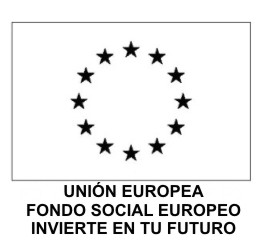 UNIÓN EUROPEA
FONDO SOCIAL EUROPEO
INVIERTE EN TU FUTURO